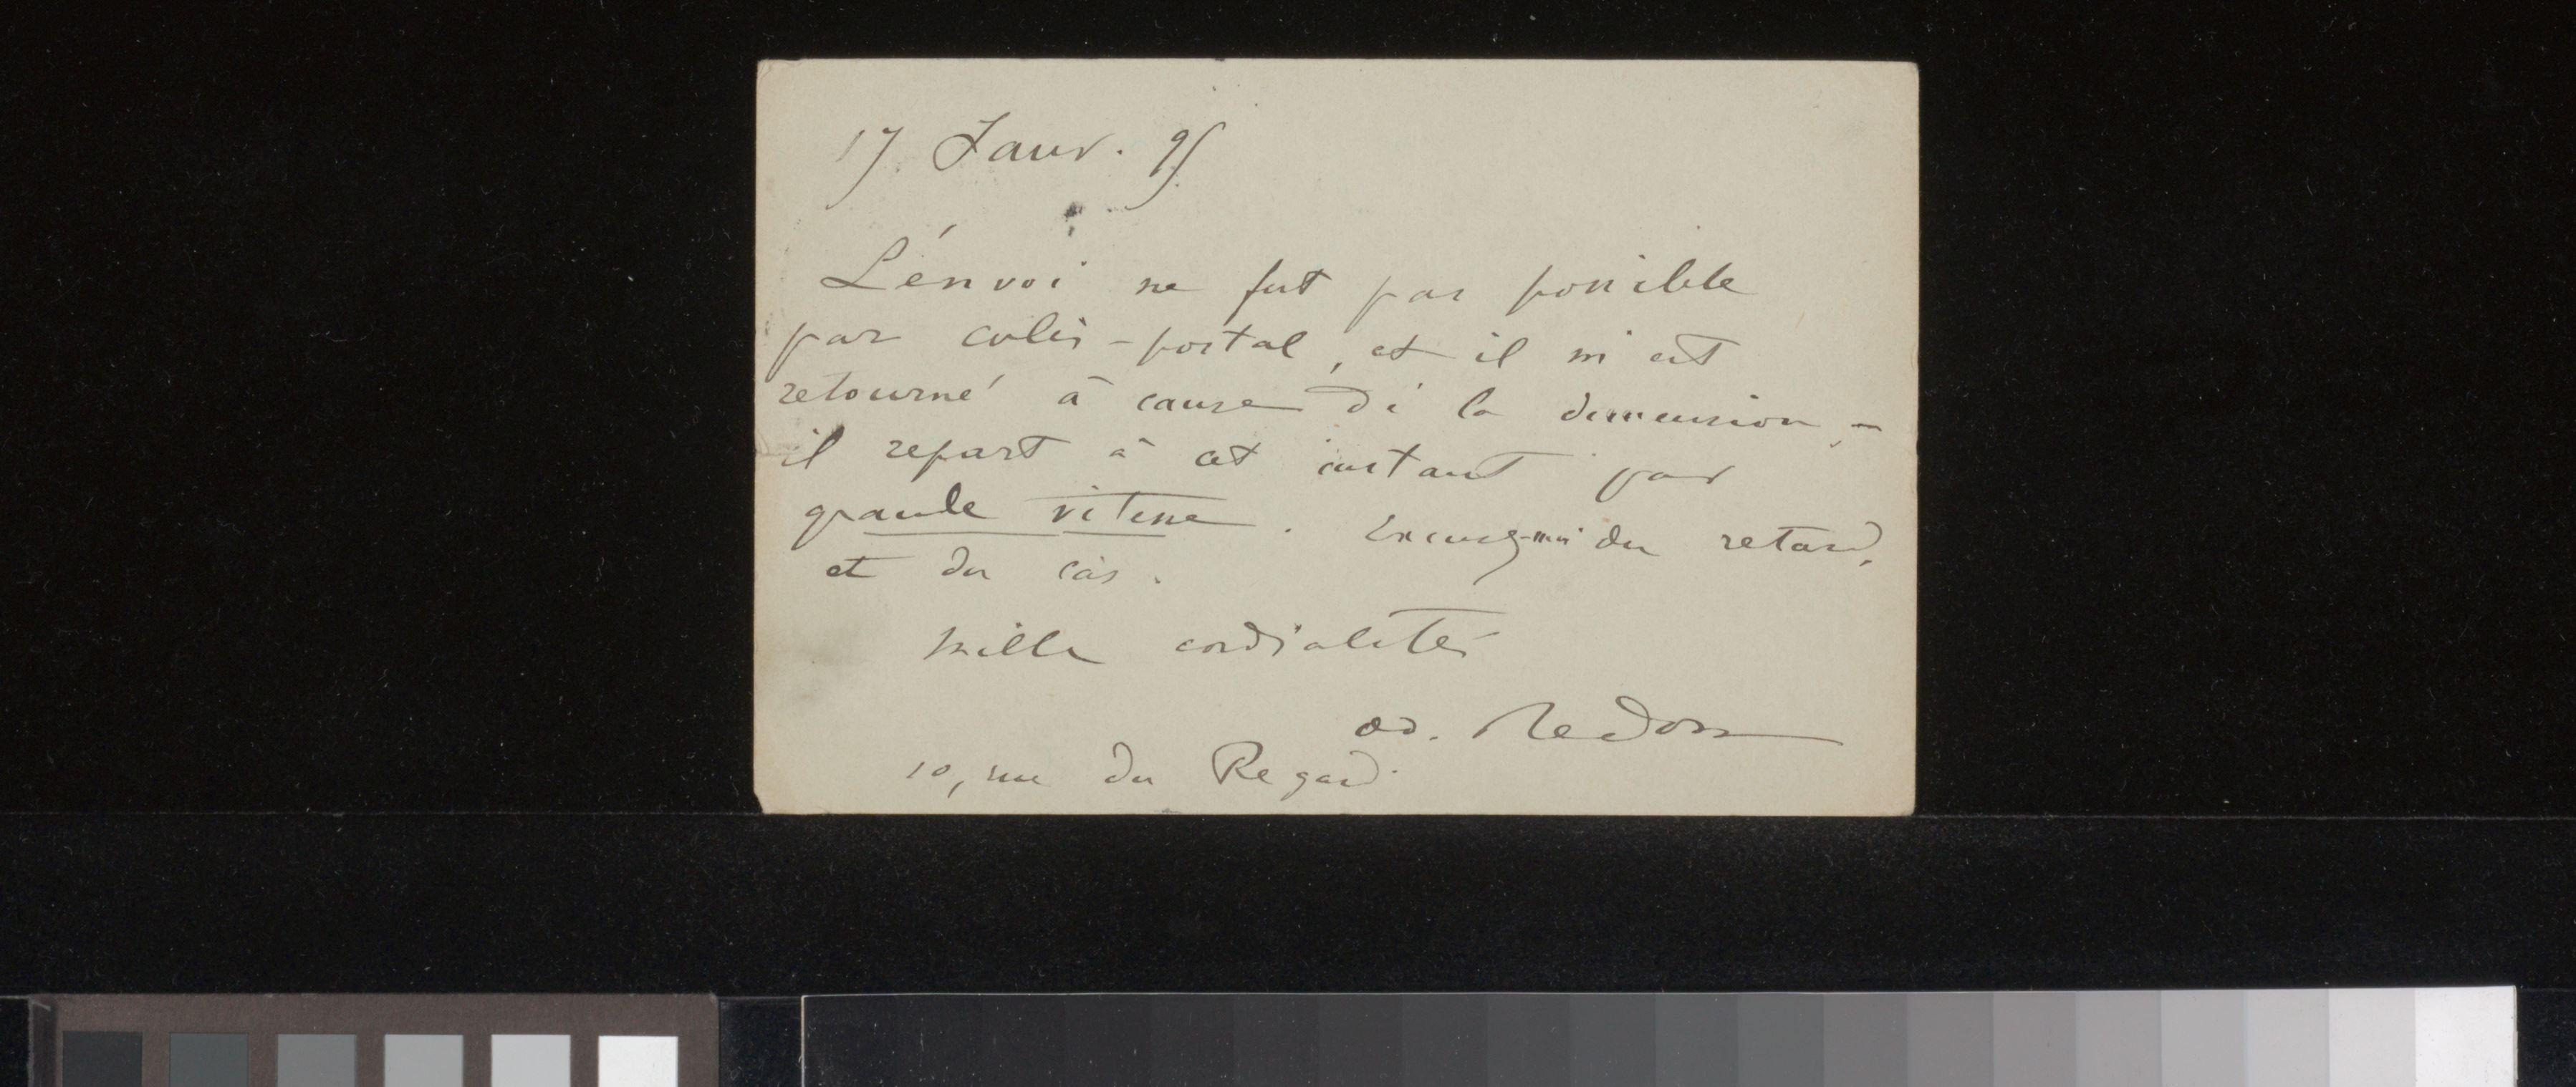 17 Janv. 95
L'énvoi ne fut pas possible
par colis-postal, et il m'est
retourné à cause de la dimension, -
il repart à cet instant par
grande vitesse. Excusez-moi du retard,
et du cas.
Mille cordialités
Od. Redon
10, rue du Regard.